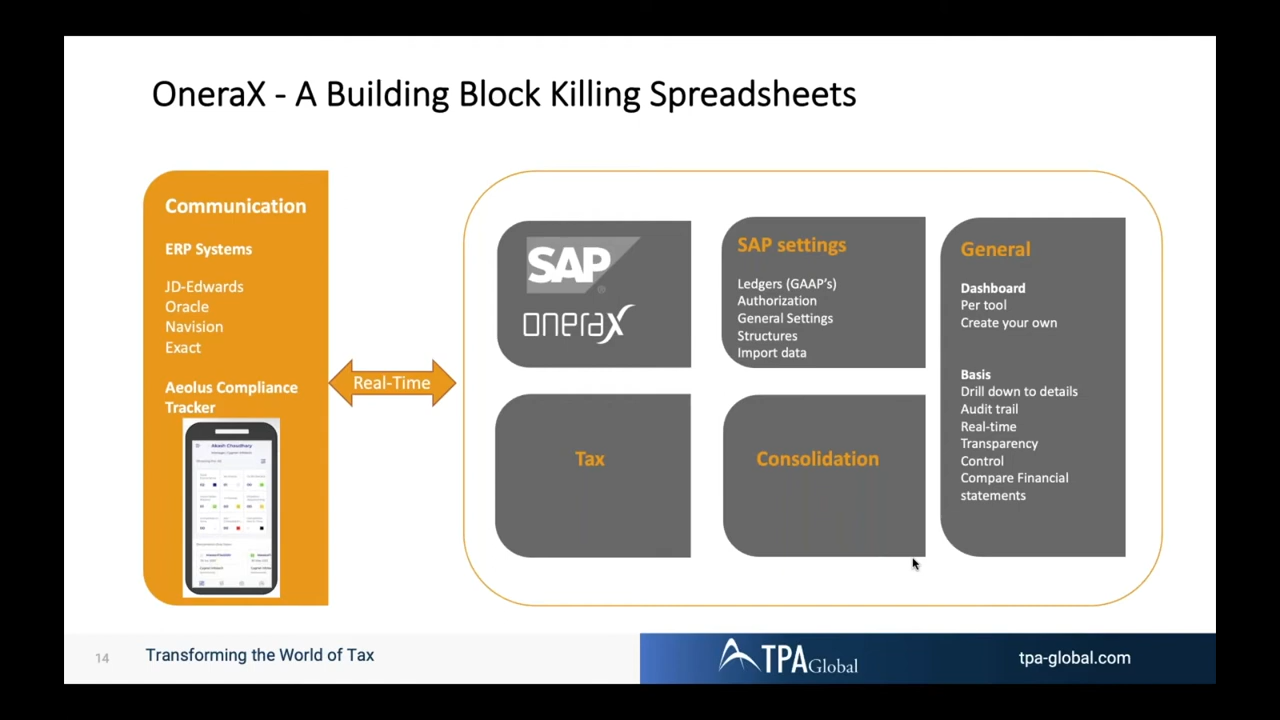 OneraX - A Building Block Killing Spreadsheets
Communication
ERP Systems
JD-Edwards
Oracle
Navision
Exact
Aeolus Compliance
Tracker
Real-Time
SAP
onerax
SAP settings
Ledgers (GAAP's)
Authorization
General Settings
Structures
Import data
General
Dashboard
Per tool
Create your own
Basis
Drill down to details
Audit trail
Real-time
Transparency
Control
Compare Financial
statements
Tax
Consolidation
14
Transforming the World of Tax
TPA Global
tpa-global.com